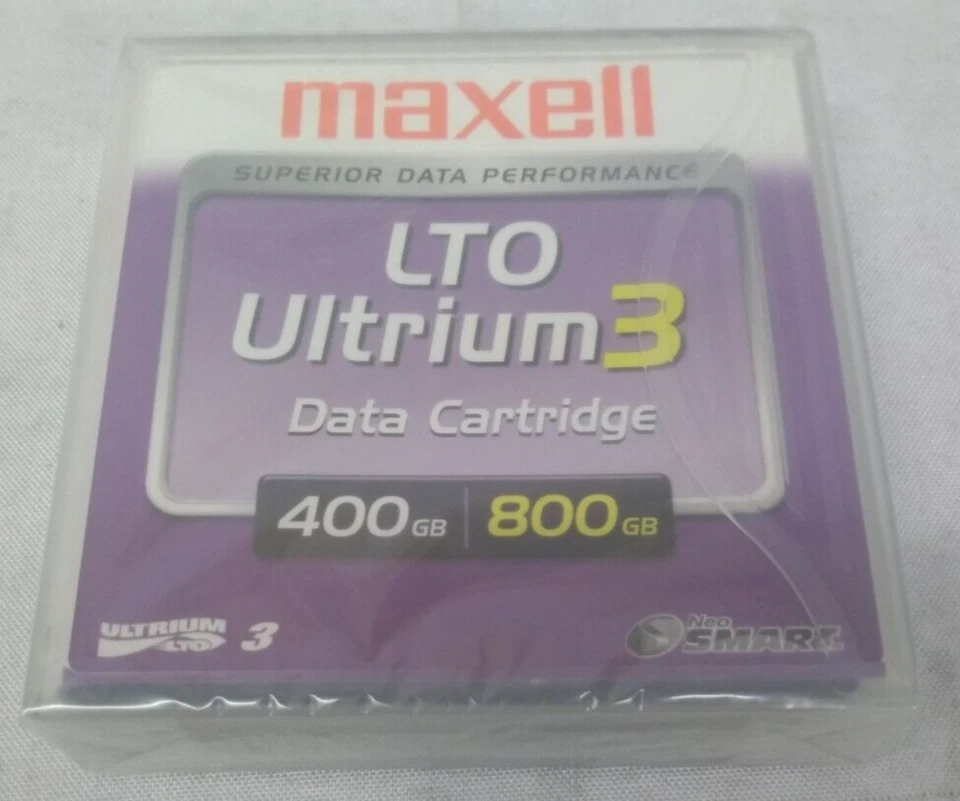 maxell
SUPERIOR DATA PERFORMANCE
LTO
Ultrium3
Data Cartridge
400GB 800GB
ULTRIUM
LTO 3
Neo
SMART